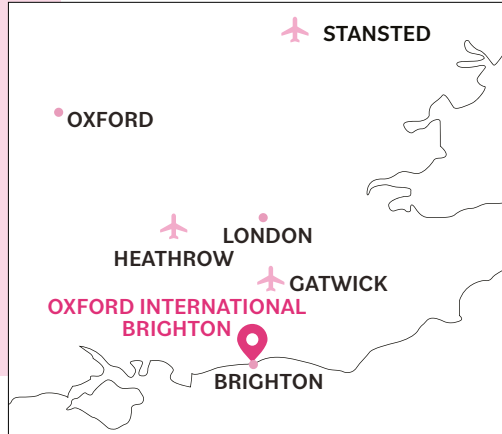 STANSTED
OXFORD
LONDON
HEATHROW
GATWICK
OXFORD INTERNATIONAL
BRIGHTON
BRIGHTON